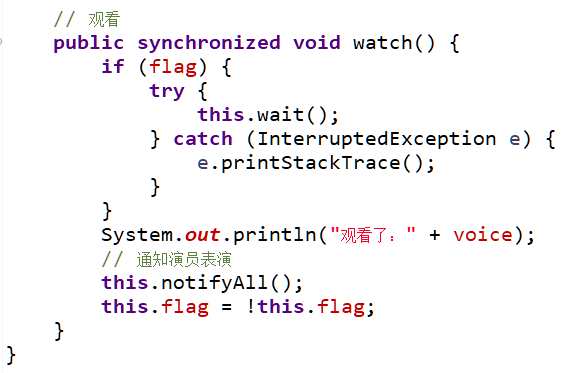 // 观看
public synchronized void watch() {
if (flag) {
try {
this.wait();
} catch (InterruptedException e) {
e.printStackTrace();
}
}
System.out.println("观看了：" + voice);
// 通知演员表演
this.notifyAll();
this.flag = !this.flag;
}
}